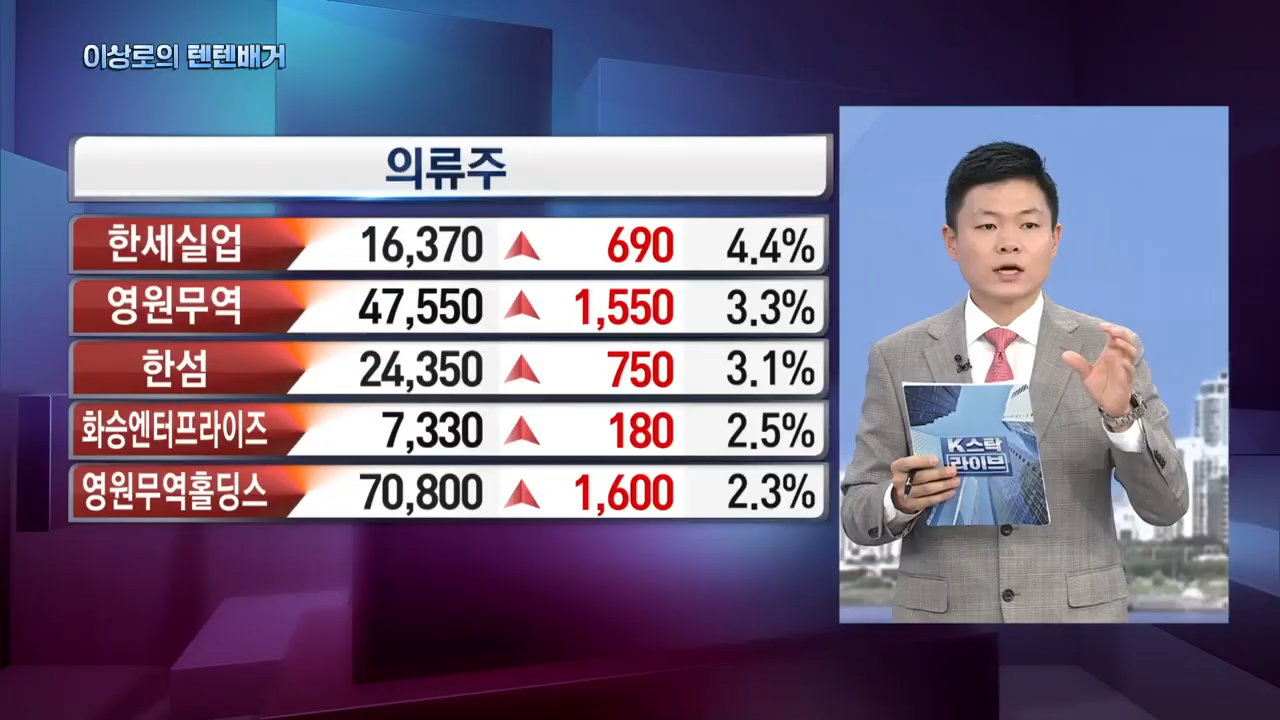 이상로의 텐텐배거
의류주
한세실업 16,370 ▲ 690 4.4%
영원무역 47,550 ▲ 1,550 3.3%
한섬 24,350 ▲ 750 3.1%
화승엔터프라이즈 7,330 ▲ 180 2.5%
영원무역홀딩스 70,800 ▲ 1,600 2.3%
K스탁
라이브